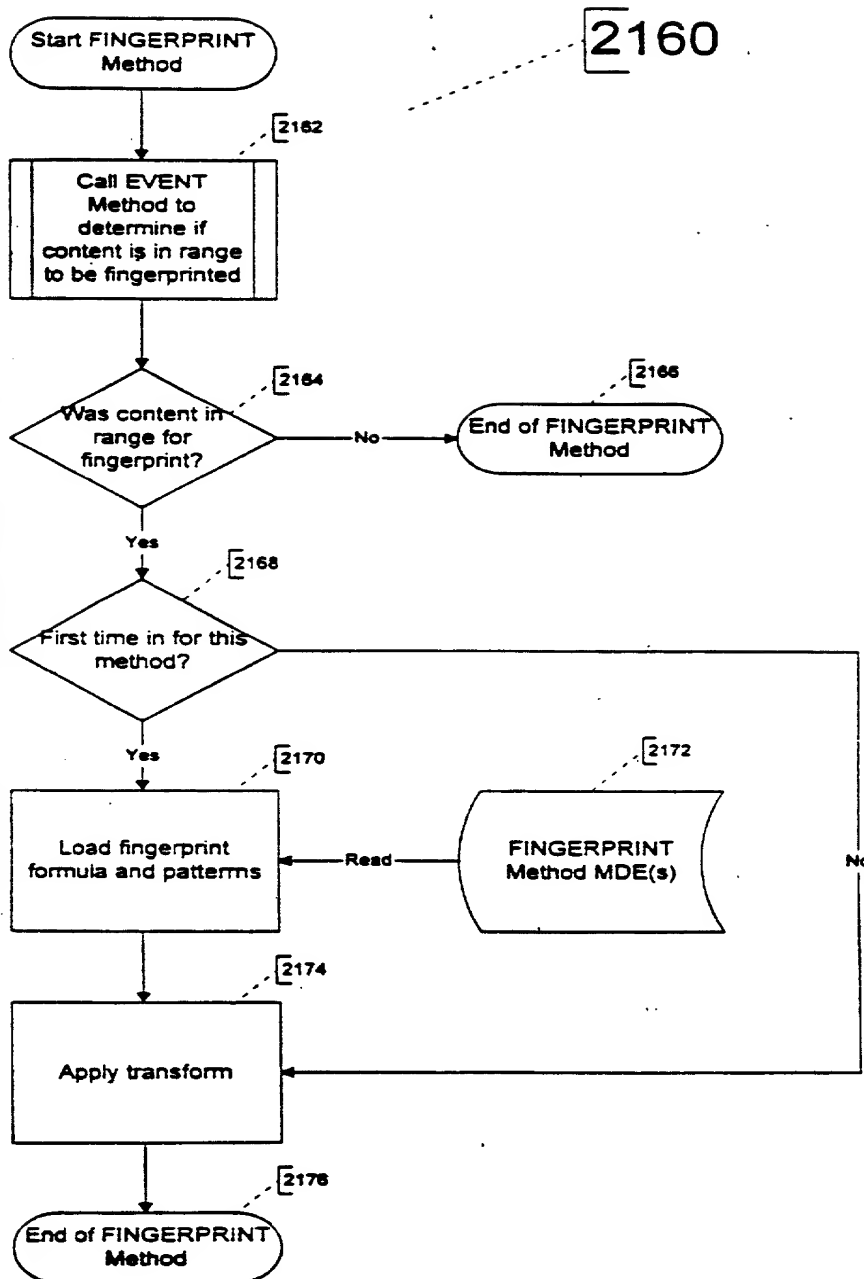 Start FINGERPRINT
Method
2160
2162
Call EVENT
Method to
determine if
content is in range
to be fingerprinted
2164
Was content in
range for
fingerprint?
No
2166
End of FINGERPRINT
Method
Yes
2168
First time in for this
method?
Yes
2170
2172
Load fingerprint
formula and patterms
Read
FINGERPRINT
Method MDE(s)
No
2174
Apply transform
2176
End of FINGERPRINT
Method